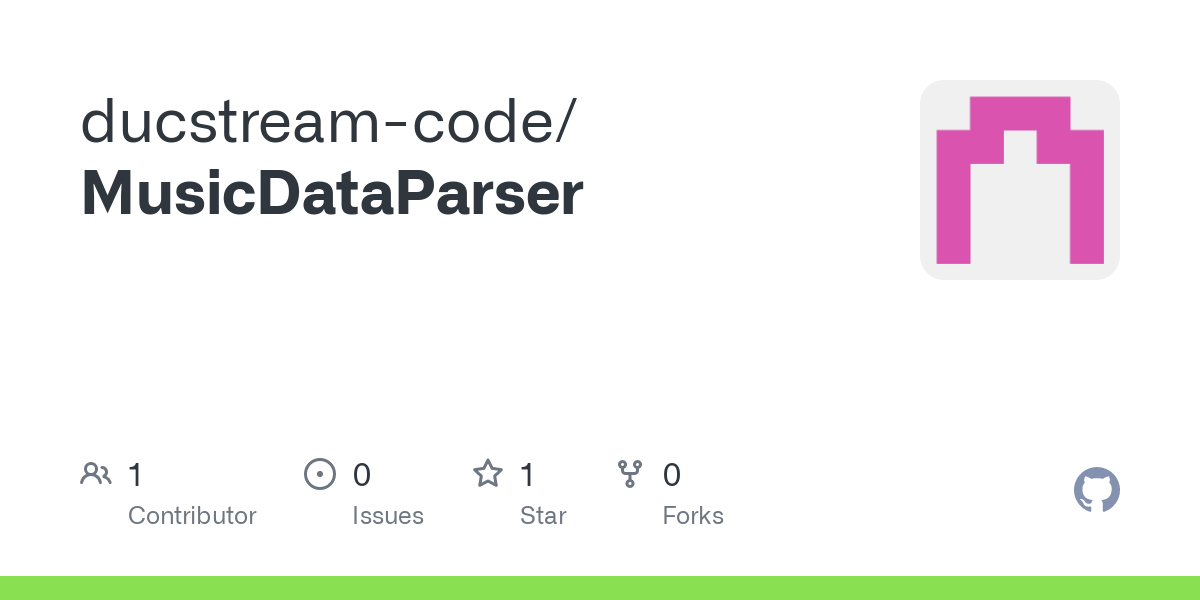 ducstream-code/
MusicDataParser
1
Contributor
0
Issues
1
Star
0
Forks